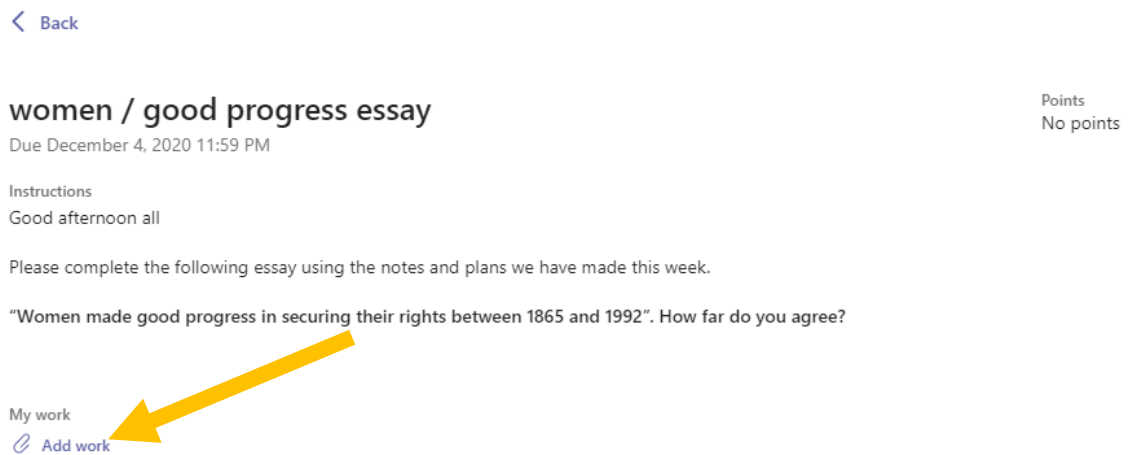 Back
women / good progress essay
Due December 4, 2020 11:59 PM
Points
No points
Instructions
Good afternoon all
Please complete the following essay using the notes and plans we have made this week.
“Women made good progress in securing their rights between 1865 and 1992”. How far do you agree?
My work
Add work